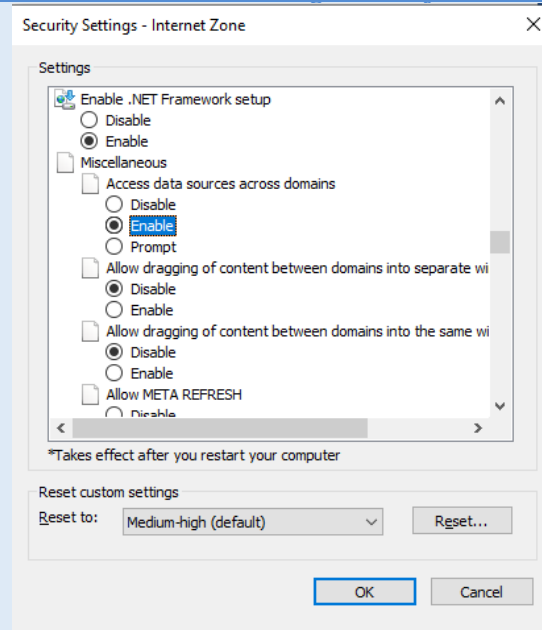 Security Settings - Internet Zone
Settings
Enable .NET Framework setup
Disable
Enable
Miscellaneous
Access data sources across domains
Disable
Enable
Prompt
Allow dragging of content between domains into separate wi
Disable
Enable
Allow dragging of content between domains into the same wi
Disable
Enable
Allow META REFRESH
Disable
*Takes effect after you restart your computer
Reset custom settings
Reset to:
Medium-high (default)
Reset...
OK
Cancel